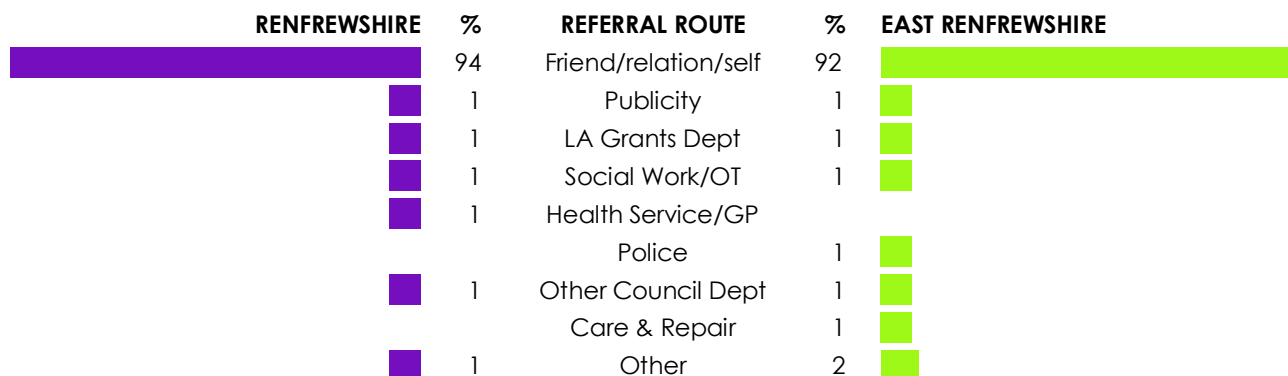 RENFREWSHIRE % REFERRAL ROUTE % EAST RENFREWSHIRE
94 Friend/relation/self 92
1 Publicity 1
1 LA Grants Dept 1
1 Social Work/OT 1
1 Health Service/GP
Police 1
1 Other Council Dept 1
Care & Repair 1
1 Other 2